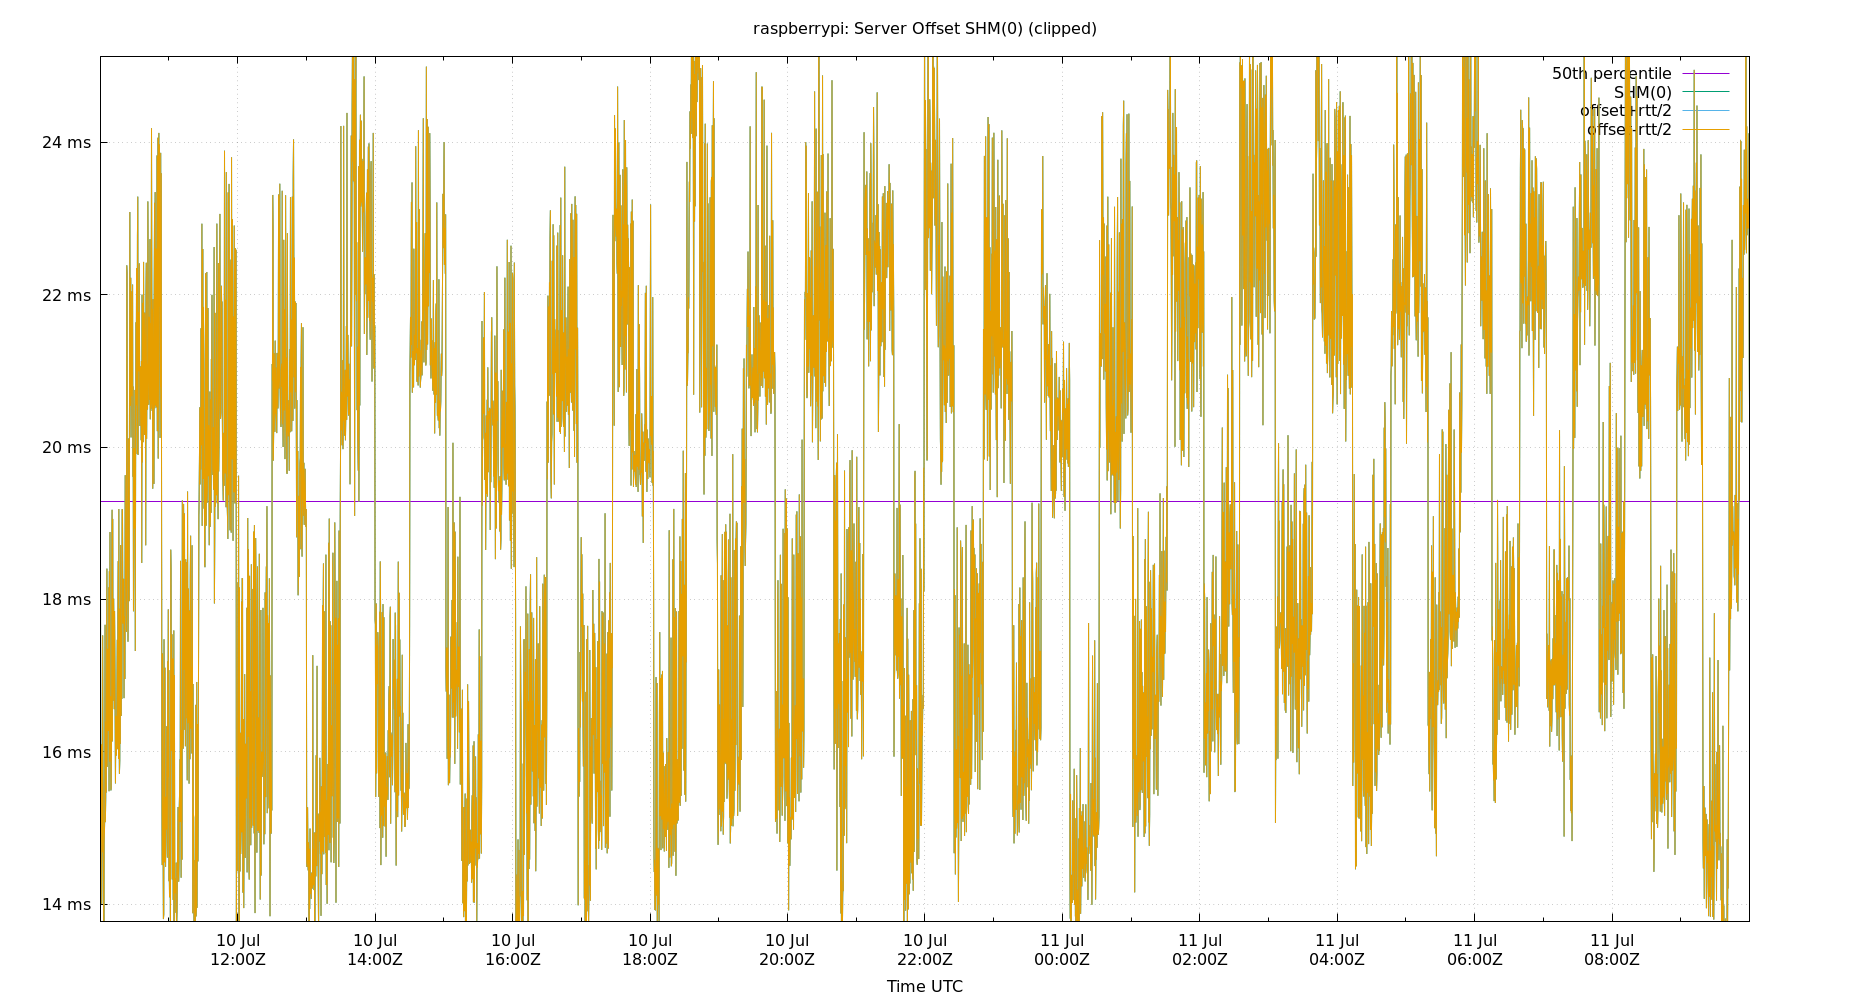 raspberrypi: Server Offset SHM(0) (clipped)
50th percentile
SHM(0)
offset+rtt/2
offset-rtt/2
24 ms
22 ms
20 ms
18 ms
16 ms
14 ms
10 Jul 10 Jul 10 Jul 10 Jul 10 Jul 10 Jul 11 Jul 11 Jul 11 Jul 11 Jul 11 Jul
12:00Z 14:00Z 16:00Z 18:00Z 20:00Z 22:00Z 00:00Z 02:00Z 04:00Z 06:00Z 08:00Z
Time UTC